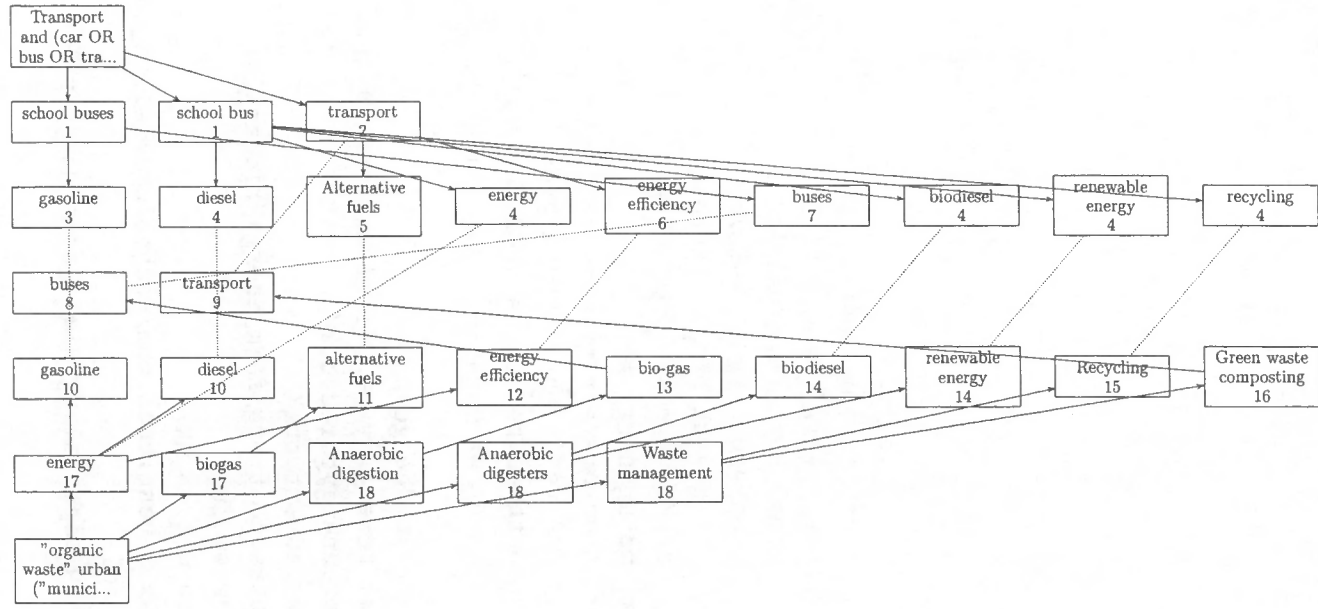 Transport
and (car OR
bus OR tra...
school buses
1
school bus
1
transport
2
gasoline
3
diesel
4
Alternative
fuels
5
energy
4
energy
efficiency
6
buses
7
biodiesel
4
renewable
energy
4
recycling
4
buses
8
transport
9
gasoline
10
diesel
10
alternative
fuels
11
energy
efficiency
12
bio-gas
13
biodiesel
14
renewable
energy
14
Recycling
15
Green waste
composting
16
energy
17
biogas
17
Anaerobic
digestion
18
Anaerobic
digesters
18
Waste
management
18
"organic
waste" urban
("munici...